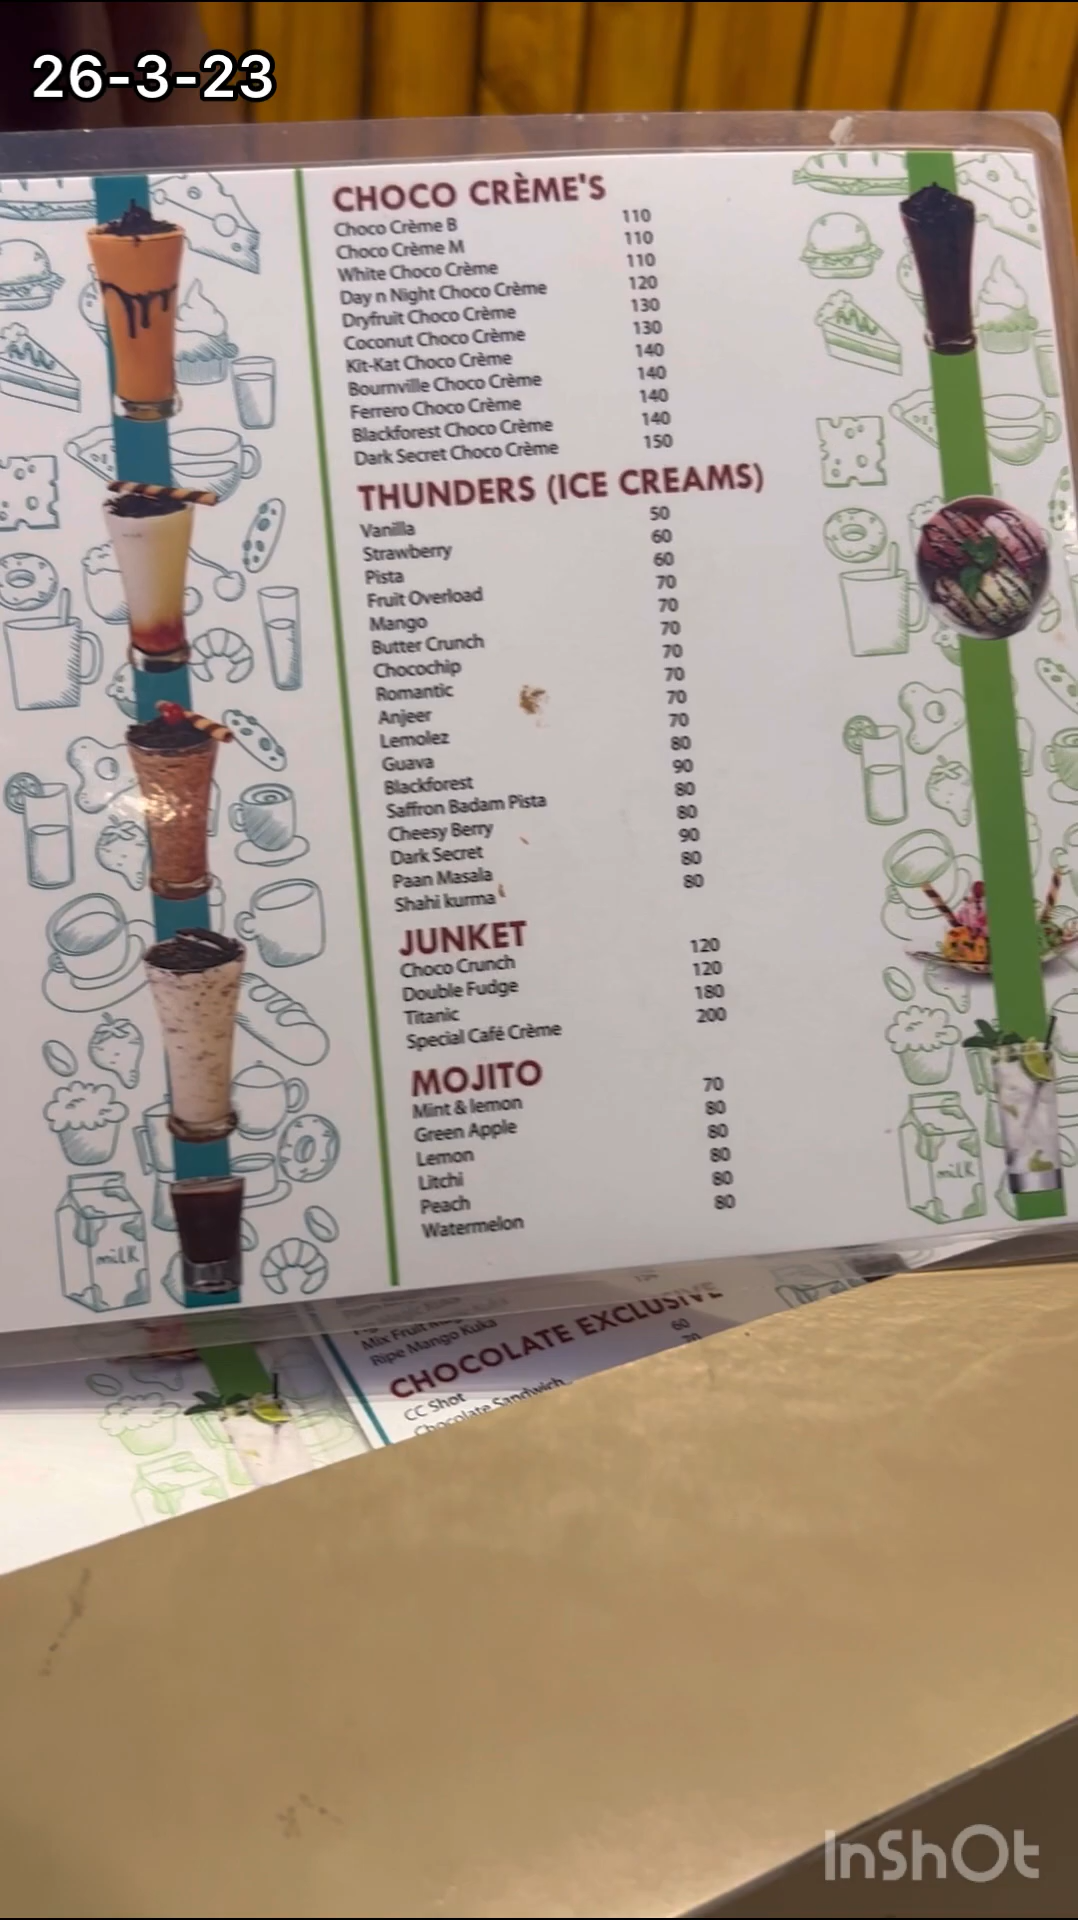 26-3-23
CHOCO CRÈME'S
Choco Crème B 110
Choco Crème M 110
White Choco Crème 110
Day n Night Choco Crème 120
Dryfruit Choco Crème 130
Coconut Choco Crème 130
Kit-Kat Choco Crème 140
Bournville Choco Crème 140
Ferrero Choco Crème 140
Blackforest Choco Crème 140
Dark Secret Choco Crème 150
THUNDERS (ICE CREAMS)
Vanilla 50
Strawberry 60
Pista 60
Fruit Overload 70
Mango 70
Butter Crunch 70
Chocochip 70
Romantic 70
Anjeer 70
Lemolez 70
Guava 80
Blackforest 90
Saffron Badam Pista 80
Cheesy Berry 80
Dark Secret 90
Paan Masala 80
Shahi kurma 80
JUNKET
Choco Crunch 120
Double Fudge 120
Titanic 180
Special Café Crème 200
MOJITO
Mint & lemon 70
Green Apple 80
Lemon 80
Litchi 80
Peach 80
Watermelon 80
miLK
miLK
Mix Fruit
Ripe Mango Kuka
CHOCOLATE EXCLUSIVE
CC Shot 60
Chocolate Sandwich 70
InShOt